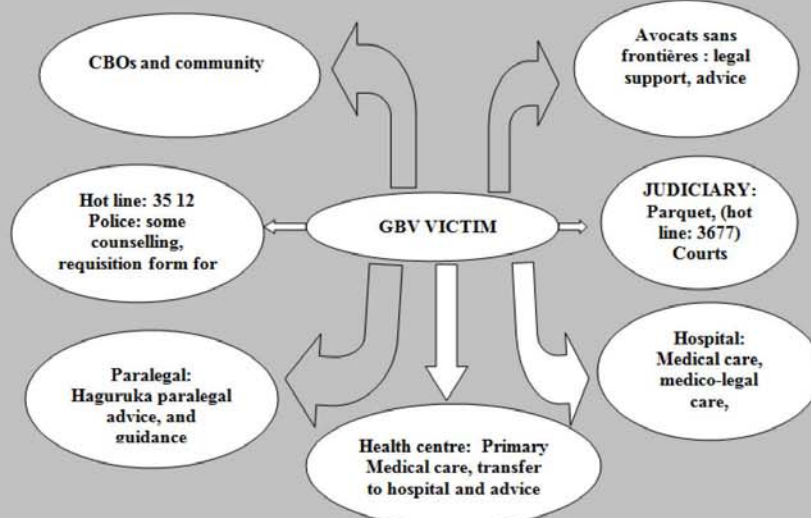 CBOs and community
Avocats sans
frontières : legal
support, advice
Hot line: 35 12
Police: some
counselling,
requisition form for
GBV VICTIM
JUDICIARY:
Parquet, (hot
line: 3677)
Courts
Paralegal:
Haguruka paralegal
advice, and
guidance
Health centre: Primary
Medical care, transfer
to hospital and advice
Hospital:
Medical care,
medico-legal
care,